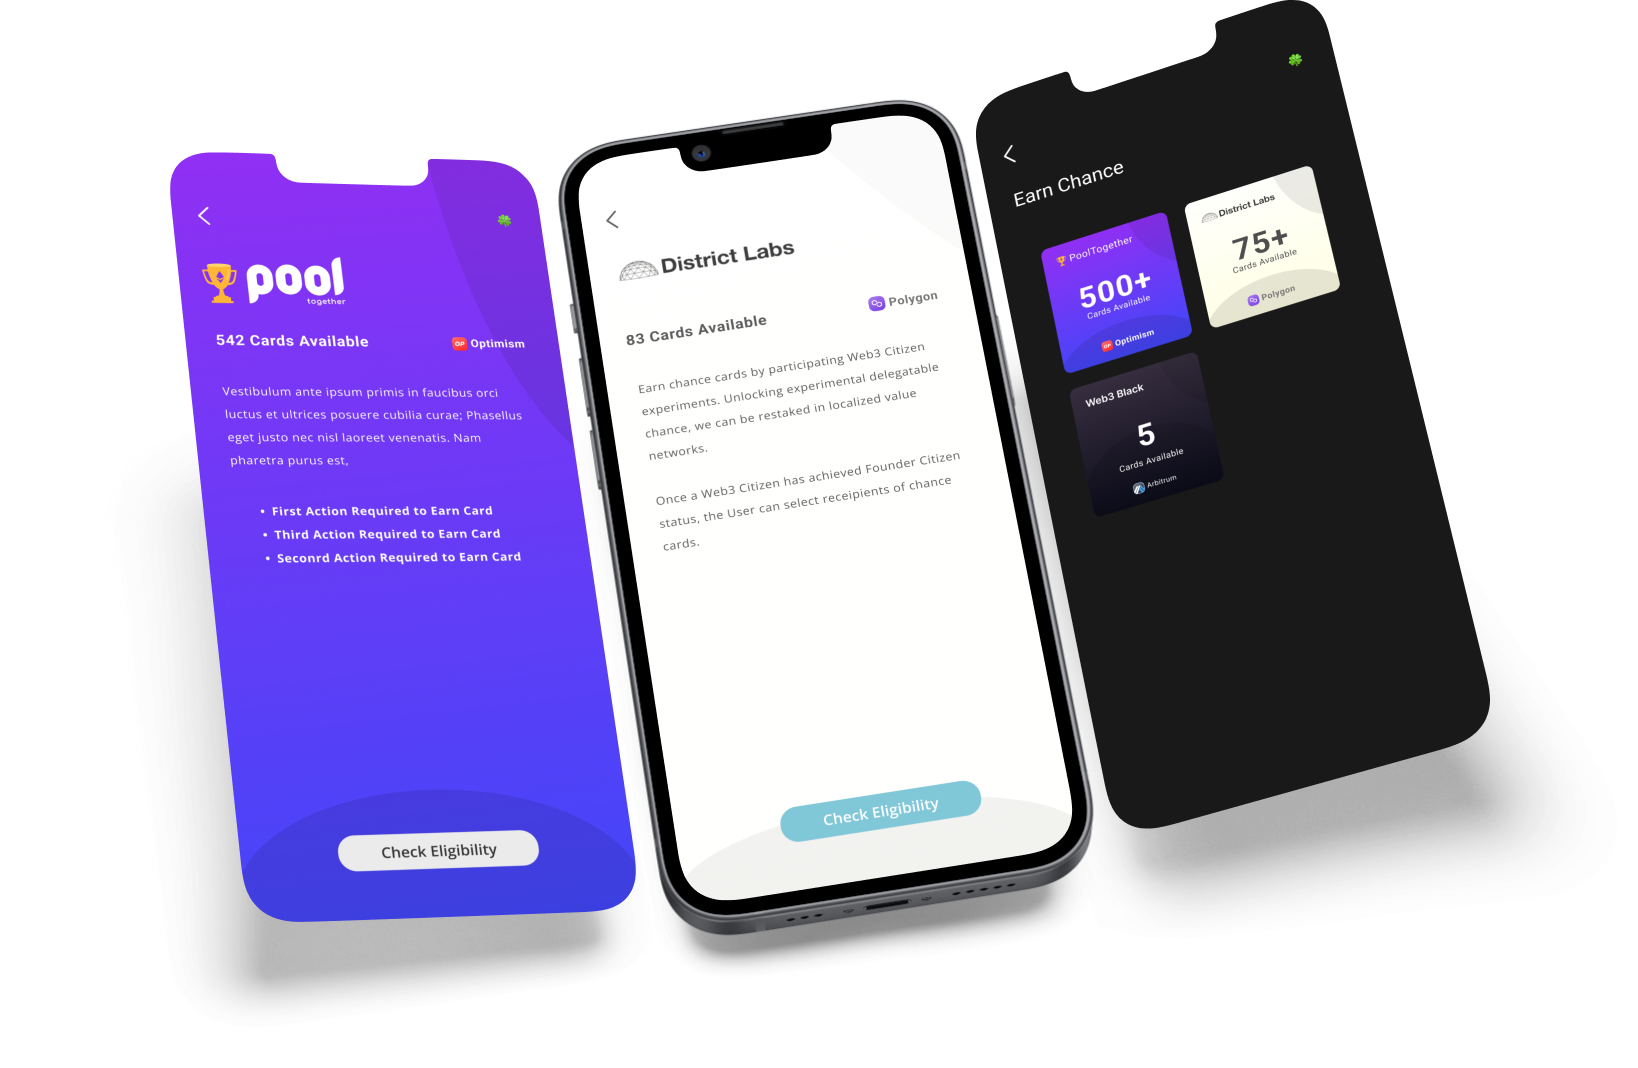 pool
together
542 Cards Available
OP Optimism
Vestibulum ante ipsum primis in faucibus orci
luctus et ultrices posuere cubilia curae; Phasellus
eget justo nec nisl laoreet venenatis. Nam
pharetra purus est,
• First Action Required to Earn Card
• Third Action Required to Earn Card
• Seconrd Action Required to Earn Card
Check Eligibility
District Labs
83 Cards Available
Polygon
Earn chance cards by participating Web3 Citizen
experiments. Unlocking experimental delegatable
chance, we can be restaked in localized value
networks.
Once a Web3 Citizen has achieved Founder Citizen
status, the User can select receipients of chance
cards.
Check Eligibility
Earn Chance
PoolTogether
500+
Cards Available
OP Optimism
District Labs
75+
Cards Available
Polygon
Web3 Black
5
Cards Available
Arbitrum